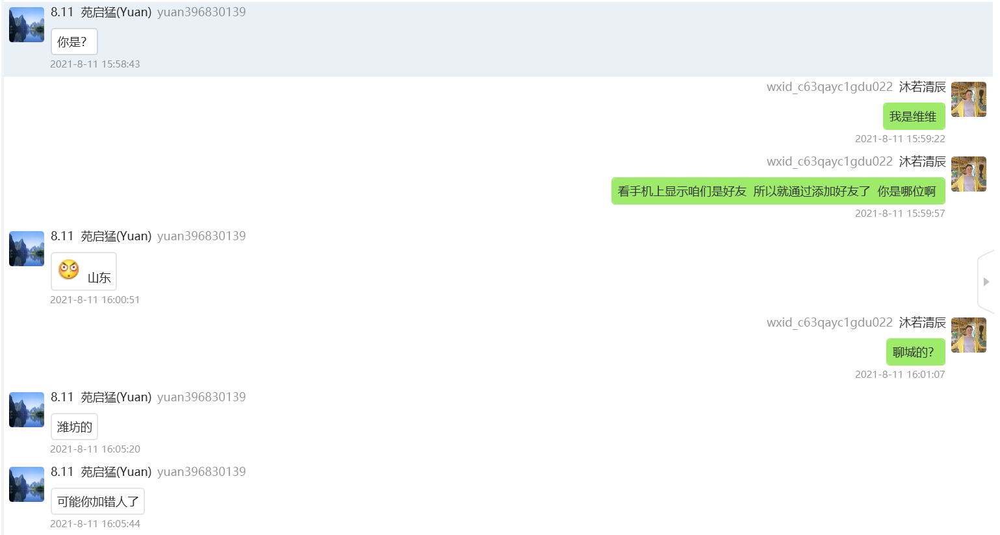 8.11 苑启猛(Yuan) yuan396830139
你是?
2021-8-11 15:58:43
wxid_c63qayc1gdu022 沐若清辰
我是维维
2021-8-11 15:59:22
wxid_c63qayc1gdu022 沐若清辰
看手机上显示咱们是好友 所以就通过添加好友了 你是哪位啊
2021-8-11 15:59:57
8.11 苑启猛(Yuan) yuan396830139
山东
2021-8-11 16:00:51
wxid_c63qayc1gdu022 沐若清辰
聊城的?
2021-8-11 16:01:07
8.11 苑启猛(Yuan) yuan396830139
潍坊的
2021-8-11 16:05:20
8.11 苑启猛(Yuan) yuan396830139
可能你加错人了
2021-8-11 16:05:44